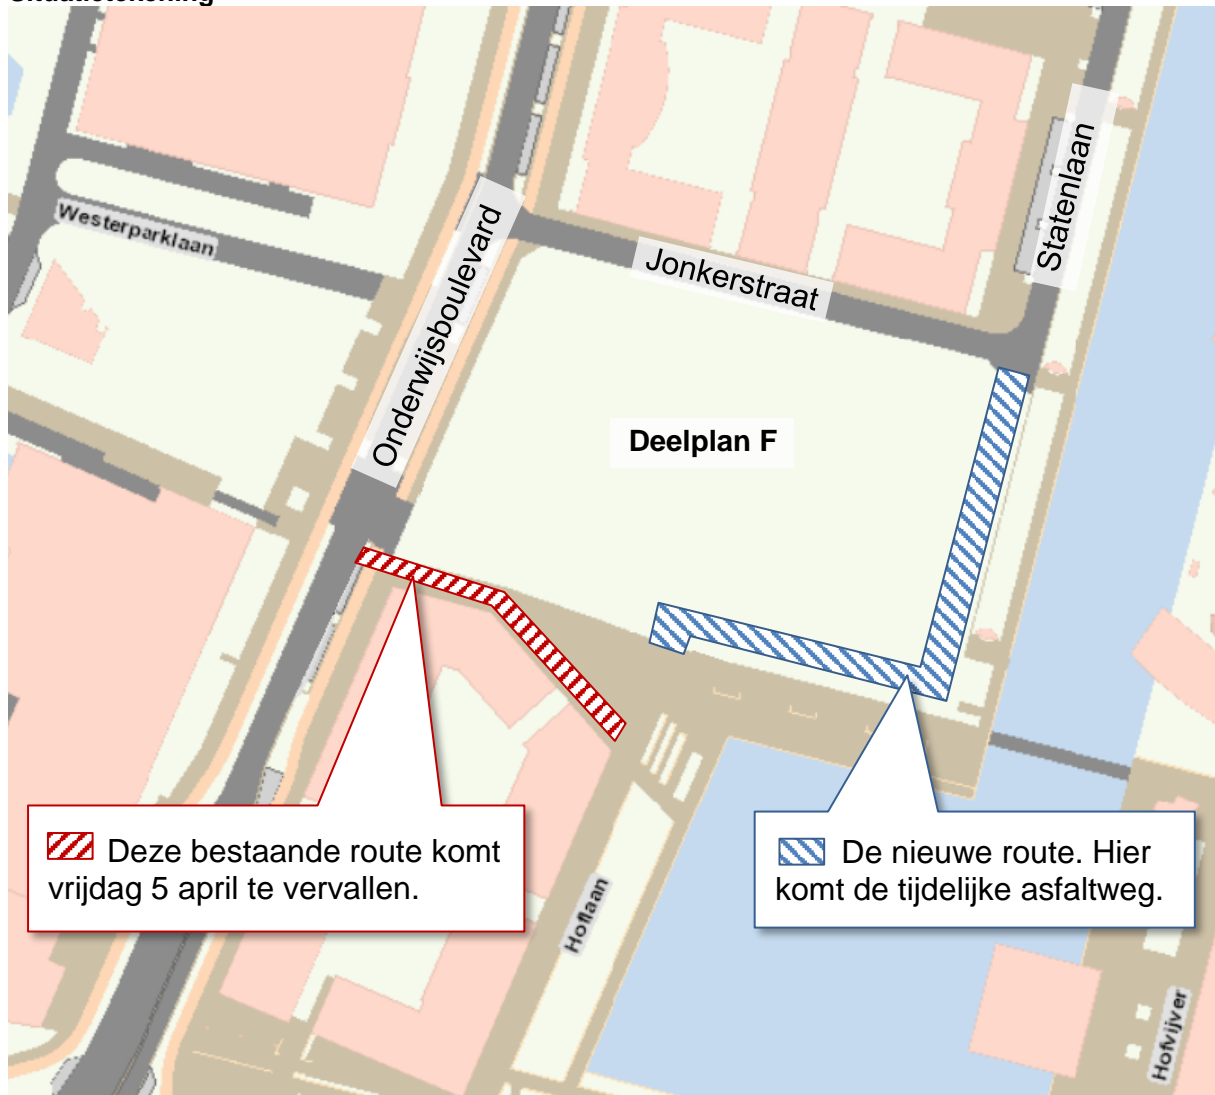 Situatietekening
Statenlaan
Westerparklaan
Onderwijsboulevard
Jonkerstraat
Deelplan F
Deze bestaande route komt
vrijdag 5 april te vervallen.
De nieuwe route. Hier
komt de tijdelijke asfaltweg.
Hoflaan
Hofvijver